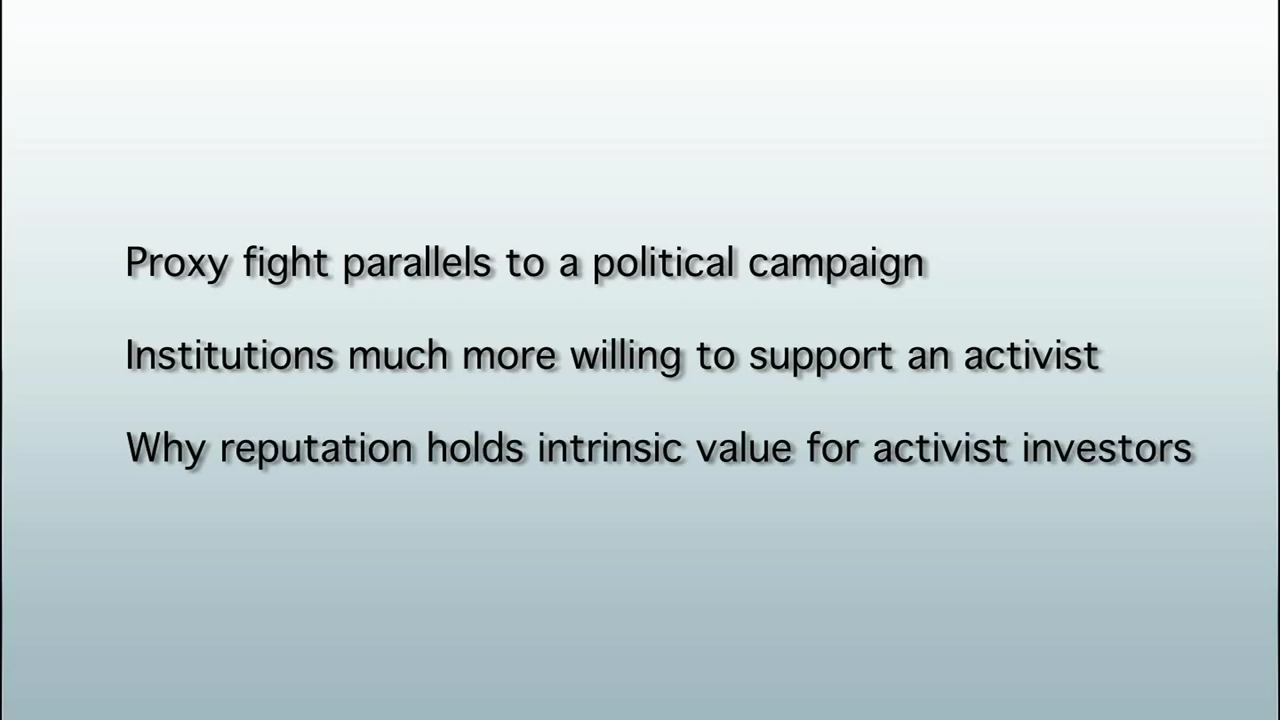 Proxy fight parallels to a political campaign
Institutions much more willing to support an activist
Why reputation holds intrinsic value for activist investors